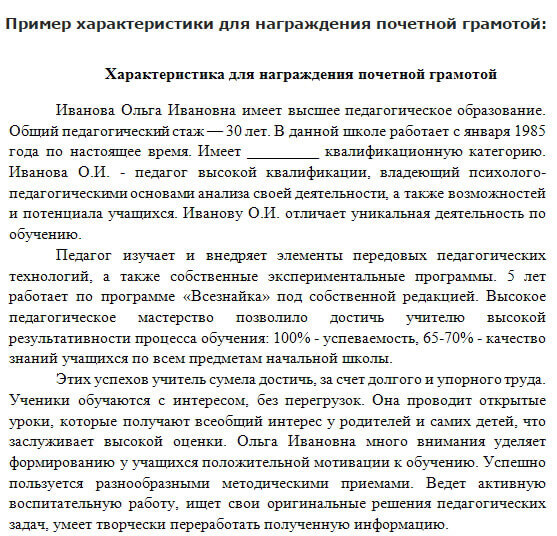 Пример характеристики для награждения почетной грамотой:
Характеристика для награждения почетной грамотой
Иванова Ольга Ивановна имеет высшее педагогическое образование.
Общий педагогический стаж — 30 лет. В данной школе работает с января 1985
года по настоящее время. Имеет _________ квалификационную категорию.
Иванова О.И. - педагог высокой квалификации, владеющий психолого-
педагогическими основами анализа своей деятельности, а также возможностей
и потенциала учащихся. Иванову О.И. отличает уникальная деятельность по
обучению.
Педагог изучает и внедряет элементы передовых педагогических
технологий, а также собственные экспериментальные программы. 5 лет
работает по программе «Всезнайка» под собственной редакцией. Высокое
педагогическое мастерство позволило достичь учителю высокой
результативности процесса обучения: 100% - успеваемость, 65-70% - качество
знаний учащихся по всем предметам начальной школы.
Этих успехов учитель сумела достичь, за счет долгого и упорного труда.
Ученики обучаются с интересом, без перегрузок. Она проводит открытые
уроки, которые получают всеобщий интерес у родителей и самих детей, что
заслуживает высокой оценки. Ольга Ивановна много внимания уделяет
формированию у учащихся положительной мотивации к обучению. Успешно
пользуется разнообразными методическими приемами. Ведет активную
воспитательную работу, ищет свои оригинальные решения педагогических
задач, умеет творчески переработать полученную информацию.